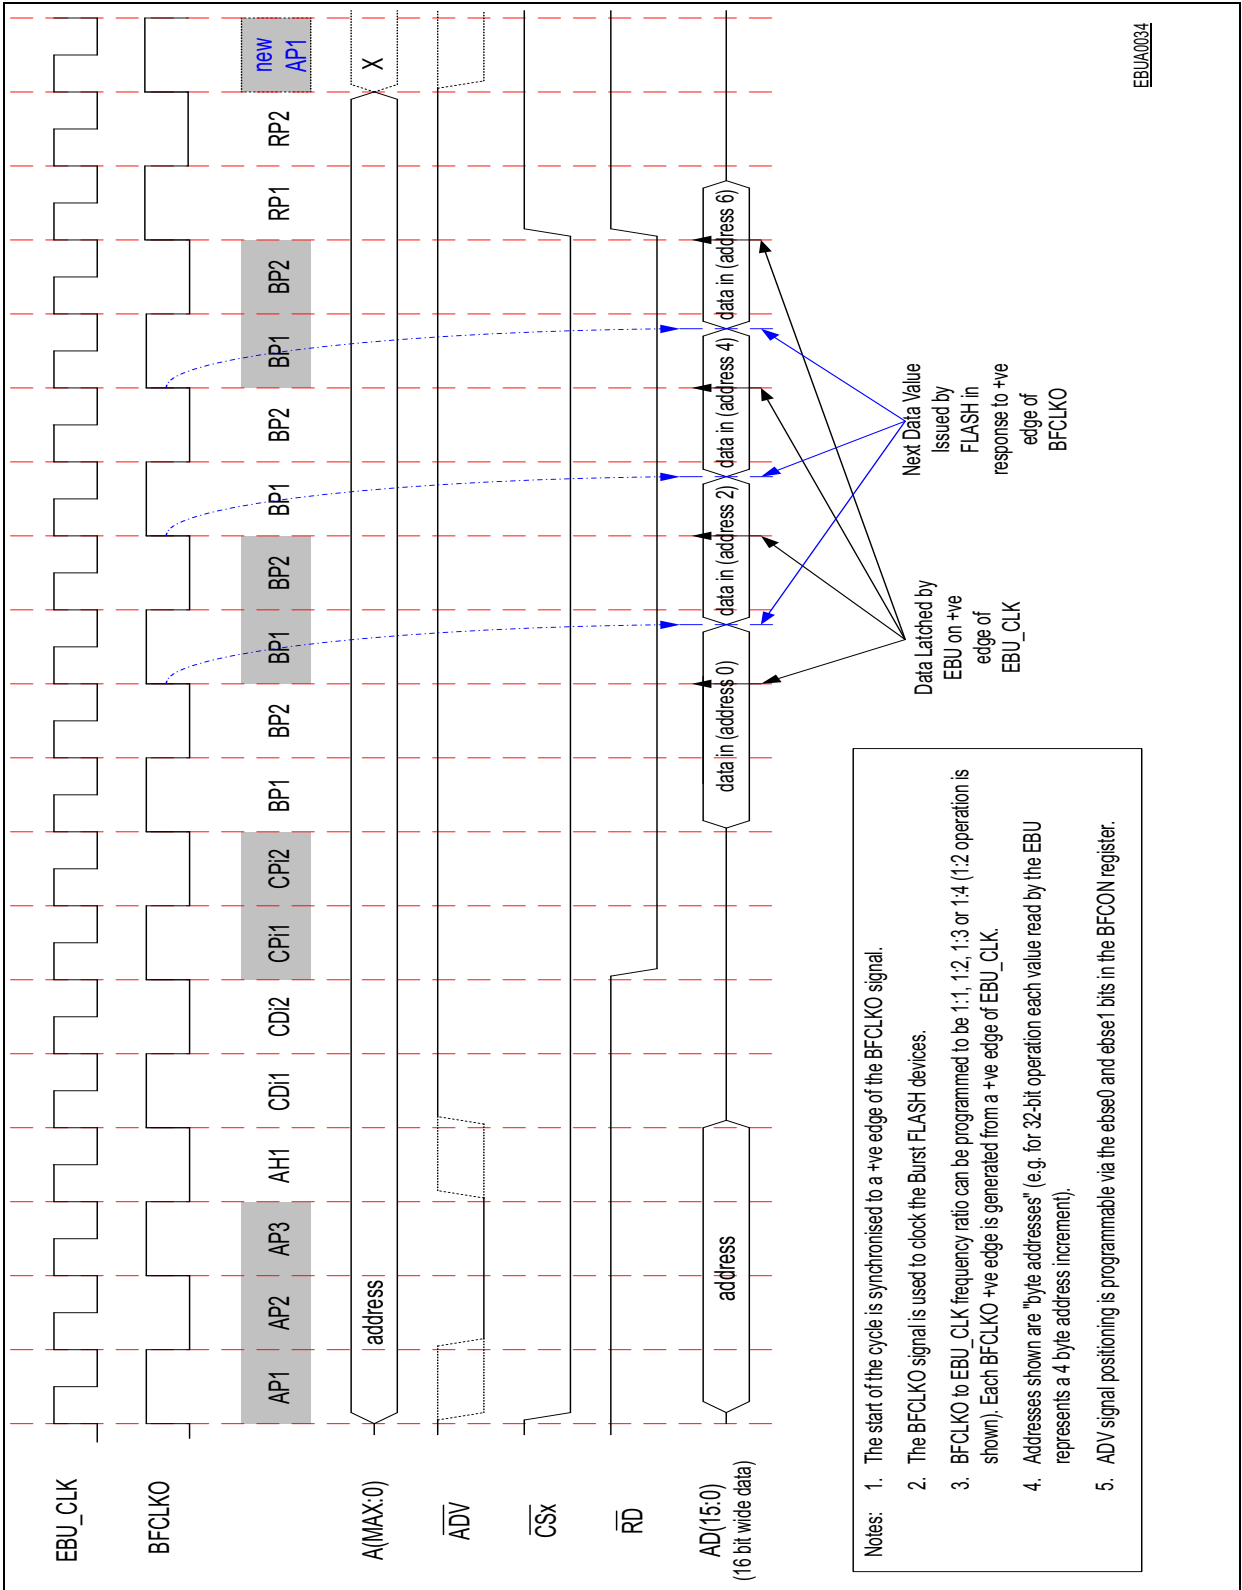 EBU_CLK
BFCLKO
AP1 AP2 AP3 AH1 CDi1 CDi2 CPi1 CPi2 BP1 BP2 BP1 BP2 BP1 BP2 BP1 BP2 RP1 RP2 new
AP1
A(MAX:0) address X
ADV
CSx
RD
AD(15:0)
(16 bit wide data)
address data in (address 0) data in (address 2) data in (address 4) data in (address 6)
Data Latched by
EBU on +ve
edge of
EBU_CLK
Next Data Value
Issued by
FLASH in
response to +ve
edge of
BFCLKO
Notes: 1. The start of the cycle is synchronised to a +ve edge of the BFCLKO signal.
2. The BFCLKO signal is used to clock the Burst FLASH devices.
3. BFCLKO to EBU_CLK frequency ratio can be programmed to be 1:1, 1:2, 1:3 or 1:4 (1:2 operation is
shown). Each BFCLKO +ve edge is generated from a +ve edge of EBU_CLK.
4. Addresses shown are "byte addresses" (e.g. for 32-bit operation each value read by the EBU
represents a 4 byte address increment).
5. ADV signal positioning is programmable via the ebse0 and ebse1 bits in the BFCON register.
EBUA0034